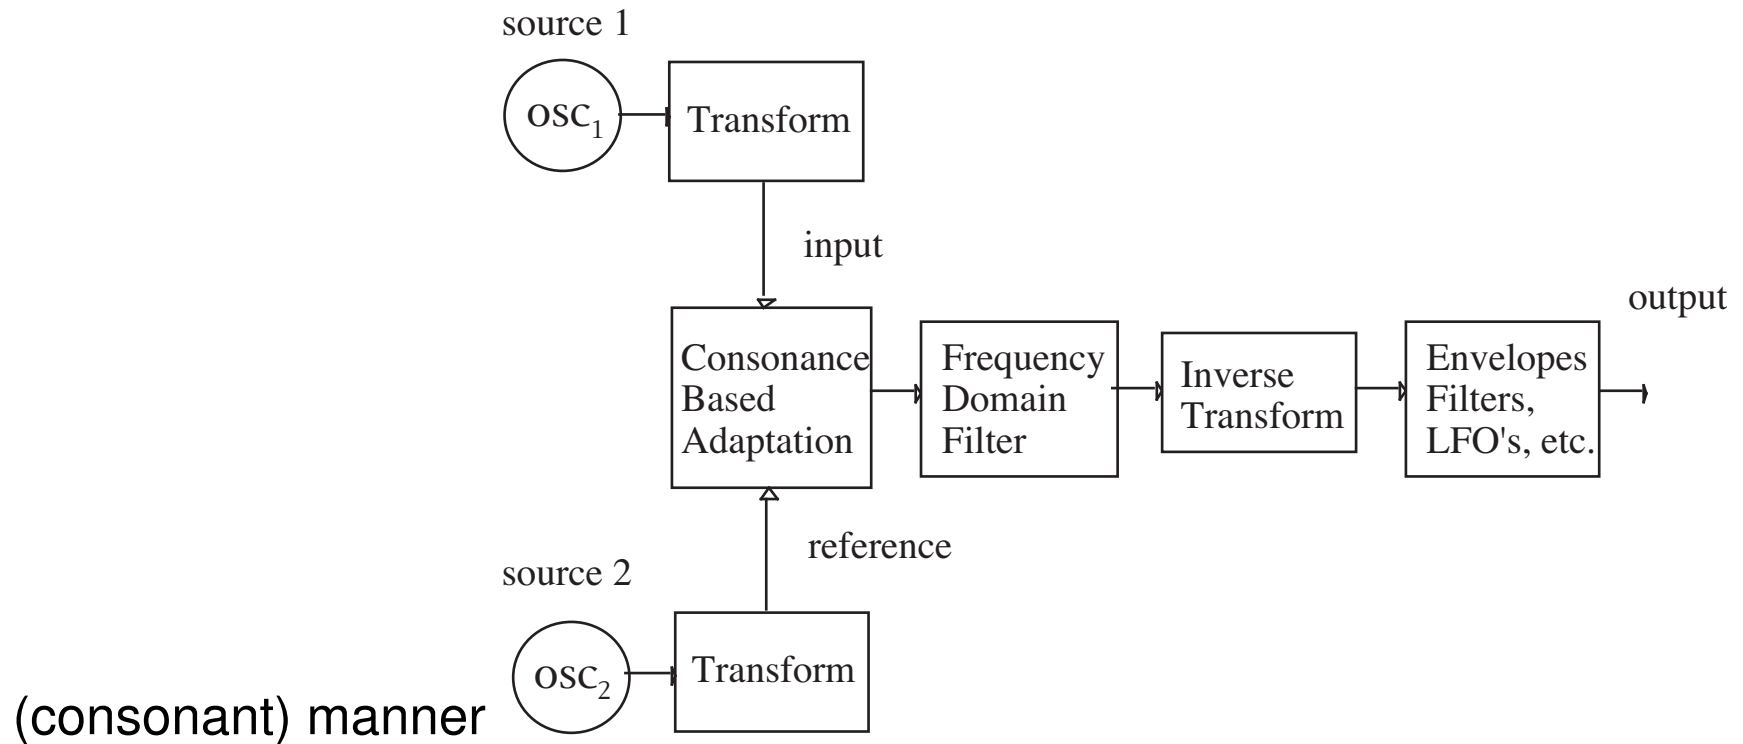 source 1
osc₁
Transform
input
output
Consonance
Based
Adaptation
Frequency
Domain
Filter
Inverse
Transform
Envelopes
Filters,
LFO's, etc.
reference
source 2
osc₂
Transform
(consonant) manner